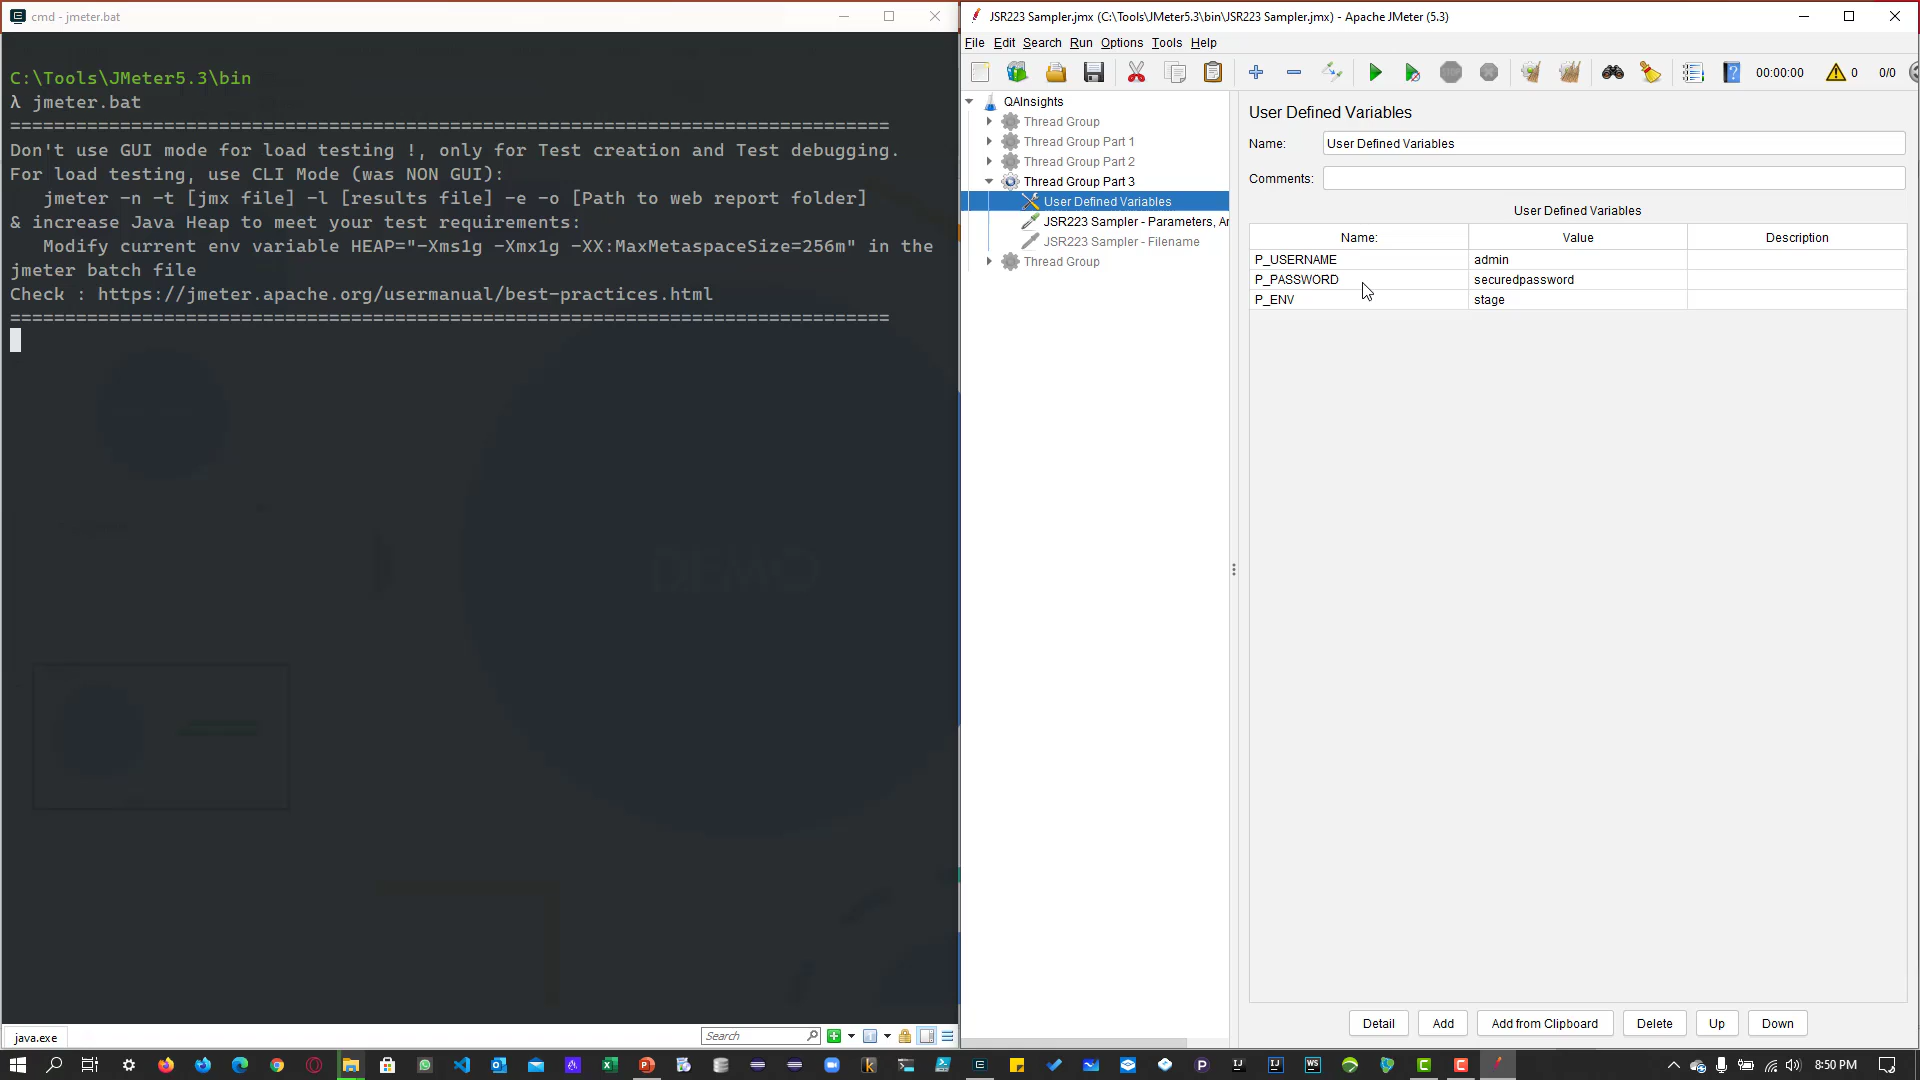 cmd - jmeter.bat
C:\Tools\JMeter5.3\bin
λ jmeter.bat
================================================================================
Don't use GUI mode for load testing !, only for Test creation and Test debugging.
For load testing, use CLI Mode (was NON GUI):
jmeter -n -t [jmx file] -l [results file] -e -o [Path to web report folder]
& increase Java Heap to meet your test requirements:
Modify current env variable HEAP="-Xms1g -Xmx1g -XX:MaxMetaspaceSize=256m" in the
jmeter batch file
Check : https://jmeter.apache.org/usermanual/best-practices.html
================================================================================
DEMO
java.exe
Search
JSR223 Sampler.jmx (C:\Tools\JMeter5.3\bin\JSR223 Sampler.jmx) - Apache JMeter (5.3)
File Edit Search Run Options Tools Help
00:00:00 0 0/0
QAInsights
Thread Group
Thread Group Part 1
Thread Group Part 2
Thread Group Part 3
User Defined Variables
JSR223 Sampler - Parameters, Ar
JSR223 Sampler - Filename
Thread Group
User Defined Variables
Name: User Defined Variables
Comments:
User Defined Variables
Name: Value Description
P_USERNAME admin
P_PASSWORD securedpassword
P_ENV stage
Detail Add Add from Clipboard Delete Up Down
8:50 PM